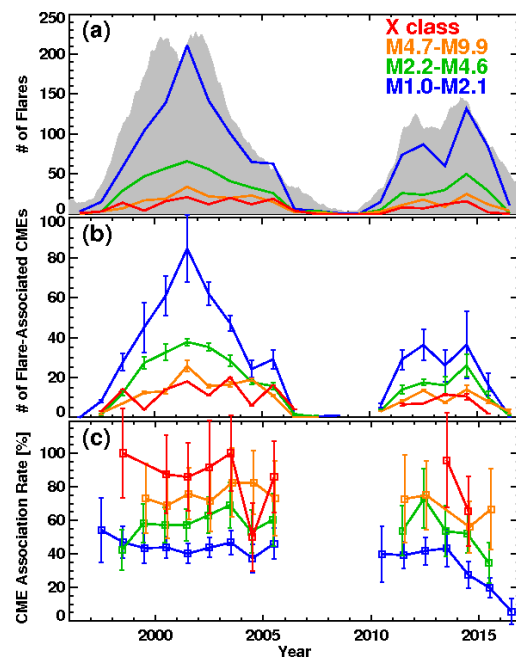 (a)
X class
M4.7-M9.9
M2.2-M4.6
M1.0-M2.1
# of Flares
250
200
150
100
50
0
(b)
# of Flare-Associated CMEs
100
80
60
40
20
0
(c)
CME Association Rate [%]
100
80
60
40
20
0
2000
2005
2010
2015
Year